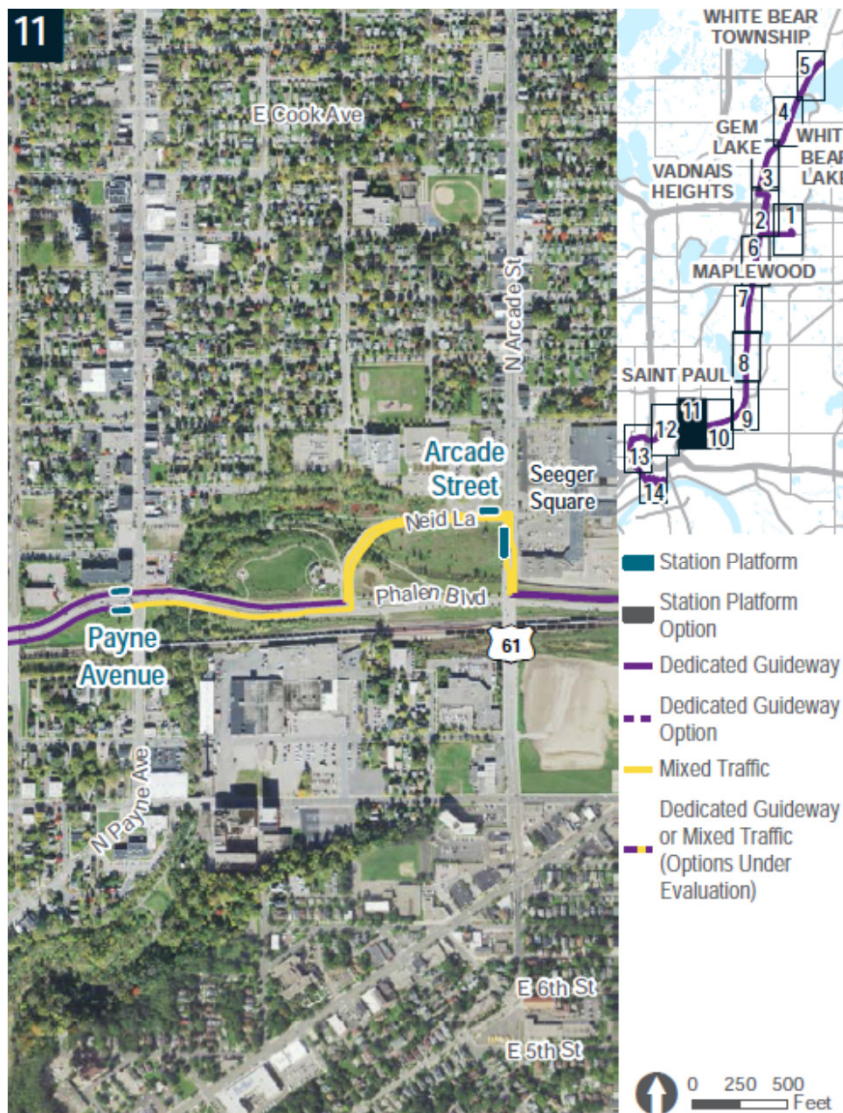 11
E Cook Ave
N Arcade St
Arcade
Street
Seeger
Square
Neid La
Phalen Blvd
Payne
Avenue
61
N Payne Ave
E 6th St
E 5th St
WHITE BEAR
TOWNSHIP
5
4
GEM
LAKE
WHITE
BEAR
LAKE
VADNAIS
HEIGHTS
3
2
1
6
MAPLEWOOD
7
8
SAINT PAUL
9
10
11
12
13
14
Station Platform
Station Platform
Option
Dedicated Guideway
Dedicated Guideway
Option
Mixed Traffic
Dedicated Guideway
or Mixed Traffic
(Options Under
Evaluation)
0 250 500
Feet